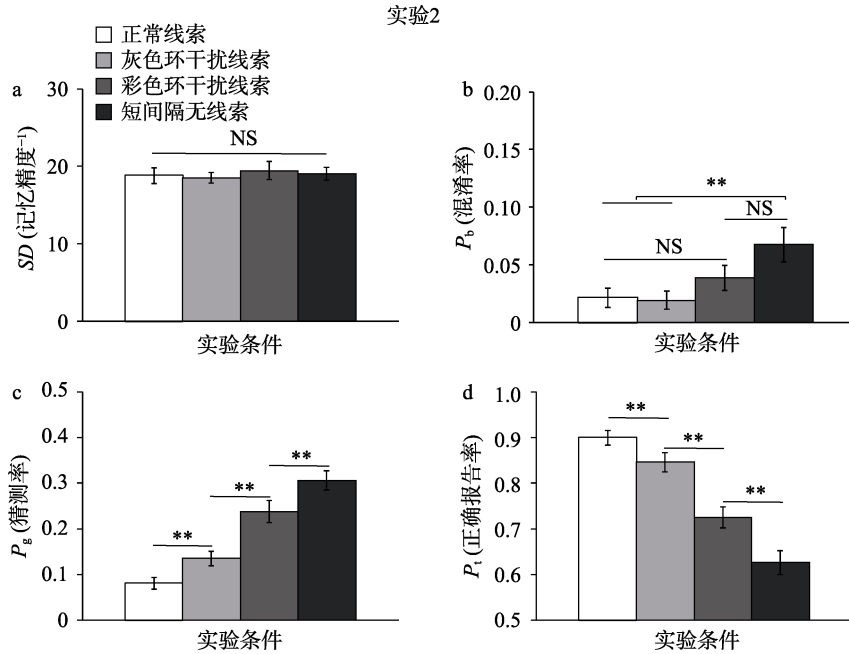 实验2
正常线索
灰色环干扰线索
彩色环干扰线索
短间隔无线索
a
30
20
10
0
SD (记忆精度⁻¹)
NS
实验条件
b
0.20
0.15
0.10
0.05
0
P_b (混淆率)
**
NS
NS
实验条件
c
0.5
0.4
0.3
0.2
0.1
0
P_g (猜测率)
**
**
**
实验条件
d
1.0
0.9
0.8
0.7
0.6
0.5
P_t (正确报告率)
**
**
**
实验条件